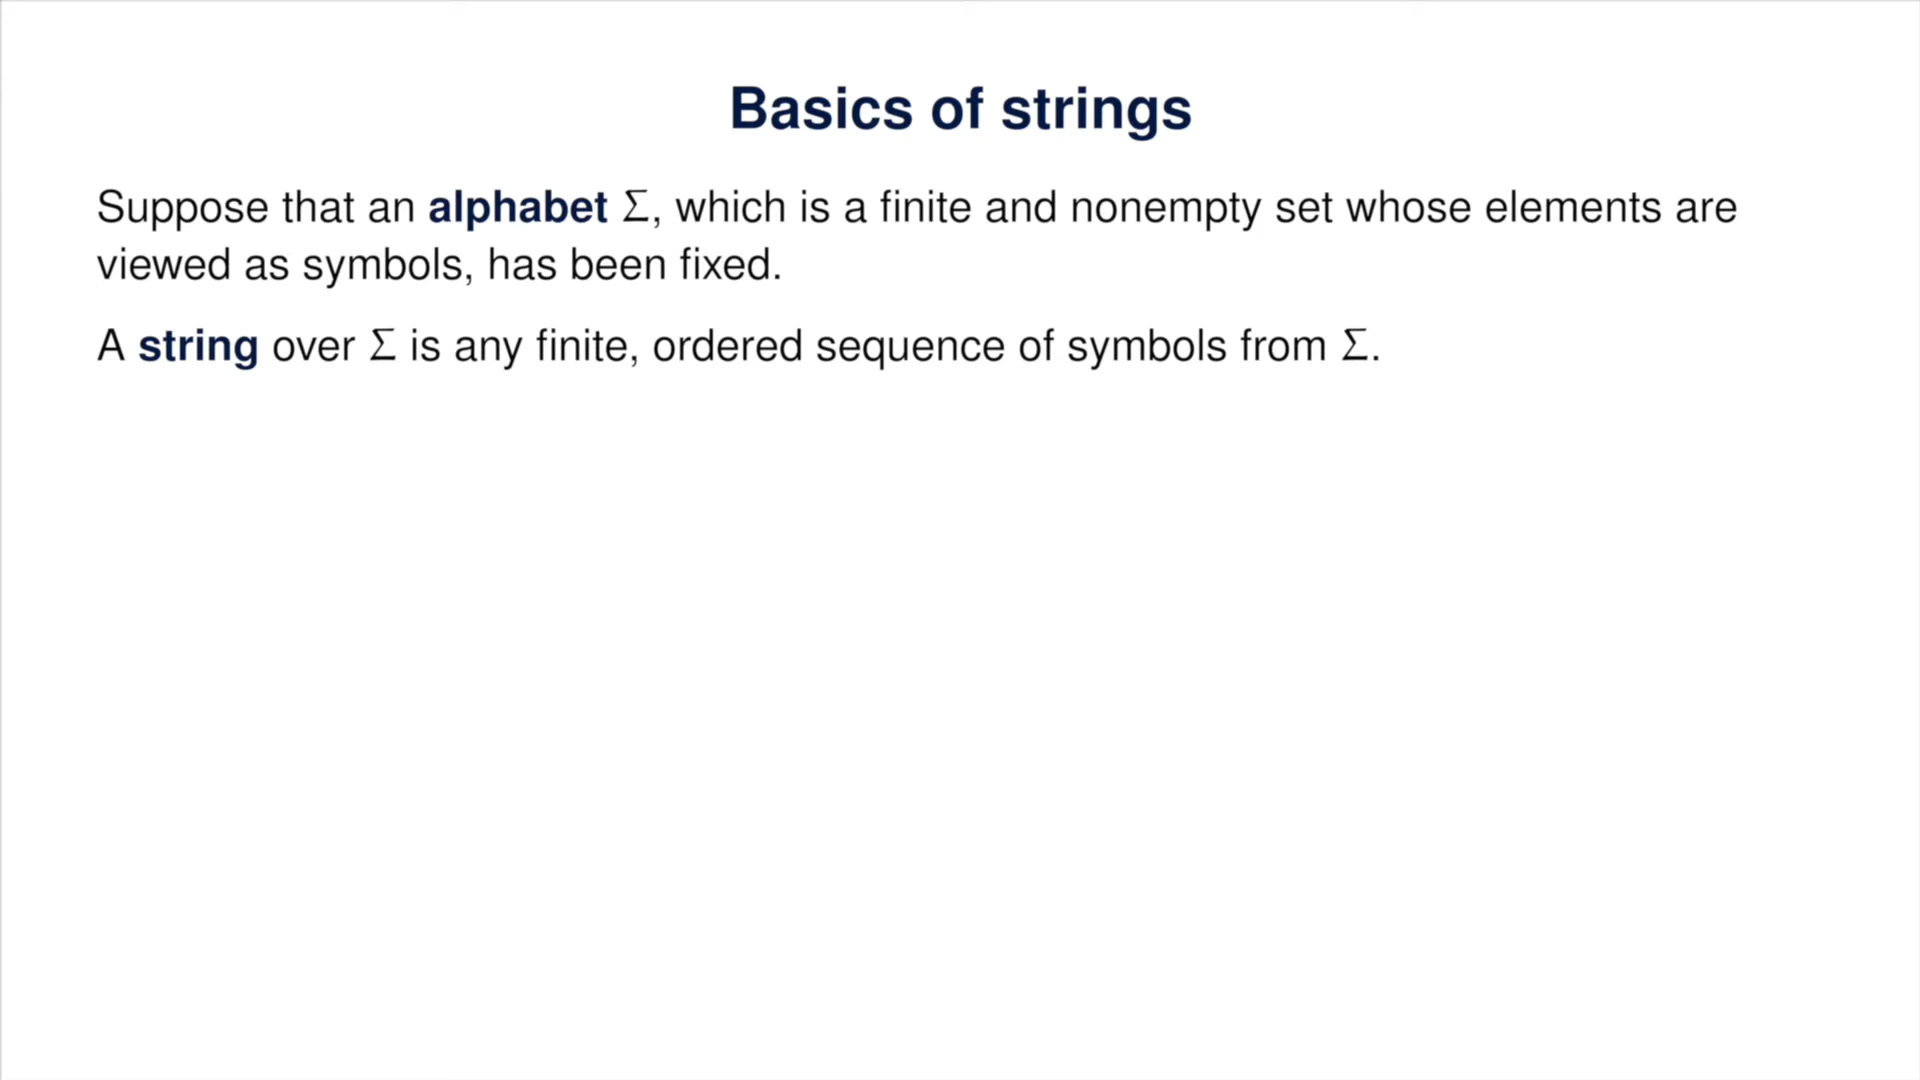 Basics of strings
Suppose that an alphabet Σ, which is a finite and nonempty set whose elements are
viewed as symbols, has been fixed.
A string over Σ is any finite, ordered sequence of symbols from Σ.